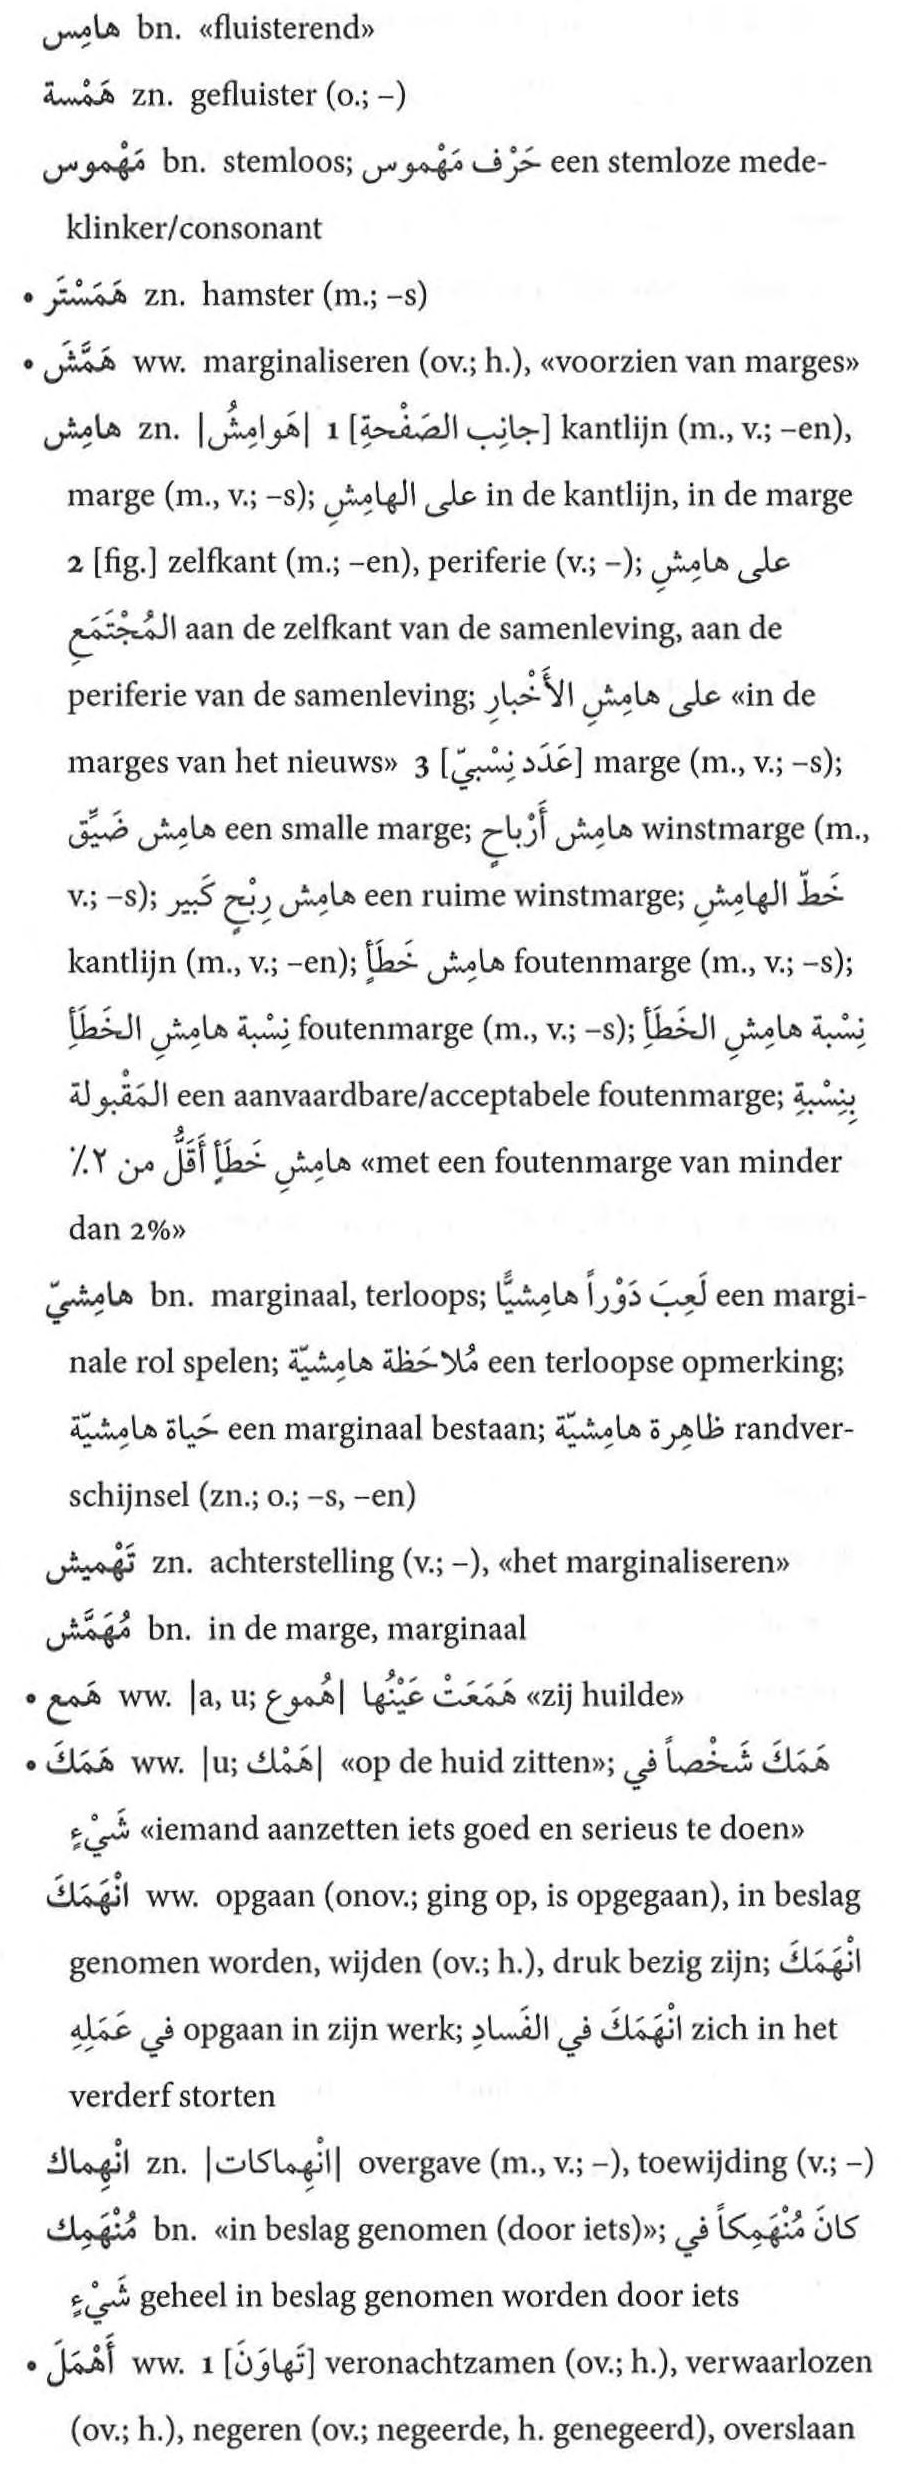 هامِس bn. «fluisterend»
هَمْسة zn. gefluister (o.; –)
مَهْموس bn. stemloos; حَرْف مَهْموس een stemloze mede-
klinker/consonant
• هَمَسْتَر zn. hamster (m.; –s)
• هَمَّشَ ww. marginaliseren (ov.; h.), «voorzien van marges»
هامِش zn. |هَوامِشُ| 1 [جانِب الصَفْحةِ] kantlijn (m., v.; –en),
marge (m., v.; –s); على الهامِشِ in de kantlijn, in de marge
2 [fig.] zelfkant (m.; –en), periferie (v.; –); على هامِشِ
المُجْتَمَعِ aan de zelfkant van de samenleving, aan de
periferie van de samenleving; على هامِشِ الأَخْبارِ «in de
marges van het nieuws» 3 [عَدَد نِسْبيّ] marge (m., v.; –s);
هامِش ضَيِّق een smalle marge; هامِش أَرْباحٍ winstmarge (m.,
v.; –s); هامِش رِبْحٍ كَبير een ruime winstmarge; خَطّ الهامِشِ
kantlijn (m., v.; –en); هامِش خَطَأٍ foutenmarge (m., v.; –s);
نِسْبة هامِشِ الخَطَأِ foutenmarge (m., v.; –s); نِسْبة هامِشِ الخَطَأِ
المَقْبولة een aanvaardbare/acceptabele foutenmarge; بِنِسْبةِ
هامِشِ خَطَأٍ أَقَلُّ من ٢٪ «met een foutenmarge van minder
dan 2%»
هامِشيّ bn. marginaal, terloops; لَعِبَ دَوْراً هامِشيًّا een margi-
nale rol spelen; مُلاحَظة هامِشيّة een terloopse opmerking;
حَياة هامِشيّة een marginaal bestaan; ظاهِرة هامِشيّة randver-
schijnsel (zn.; o.; –s, –en)
تَهْميش zn. achterstelling (v.; –), «het marginaliseren»
مُهَمَّش bn. in de marge, marginaal
• هَمع ww. |a, u; هُموع| هَمَعَتْ عَيْنُها «zij huilde»
• هَمَكَ ww. |u; هَمْك| «op de huid zitten»; هَمَكَ شَخْصاً في
شَيْءٍ «iemand aanzetten iets goed en serieus te doen»
انْهَمَكَ ww. opgaan (onov.; ging op, is opgegaan), in beslag
genomen worden, wijden (ov.; h.), druk bezig zijn; انْهَمَكَ
في عَمَلِهِ opgaan in zijn werk; انْهَمَكَ في الفَسادِ zich in het
verderf storten
انْهِماك zn. |انْهِماكات| overgave (m., v.; –), toewijding (v.; –)
مُنْهَمِك bn. «in beslag genomen (door iets)»; كانَ مُنْهَمِكاً في
شَيْءٍ geheel in beslag genomen worden door iets
• أَهْمَلَ ww. 1 [تَهاوَنَ] veronachtzamen (ov.; h.), verwaarlozen
(ov.; h.), negeren (ov.; negeerde, h. genegeerd), overslaan